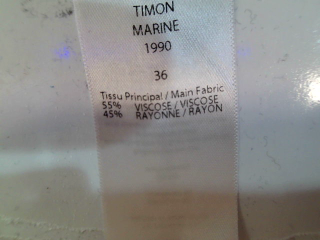 TIMON
MARINE
1990
36
Tissu Principal / Main Fabric
55% VISCOSE / VISCOSE
45% RAYONNE / RAYON